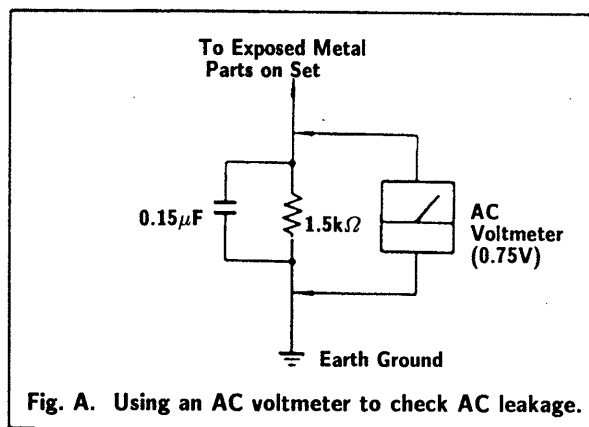 To Exposed Metal
Parts on Set
0.15μF
1.5kΩ
AC
Voltmeter
(0.75V)
Earth Ground
Fig. A. Using an AC voltmeter to check AC leakage.